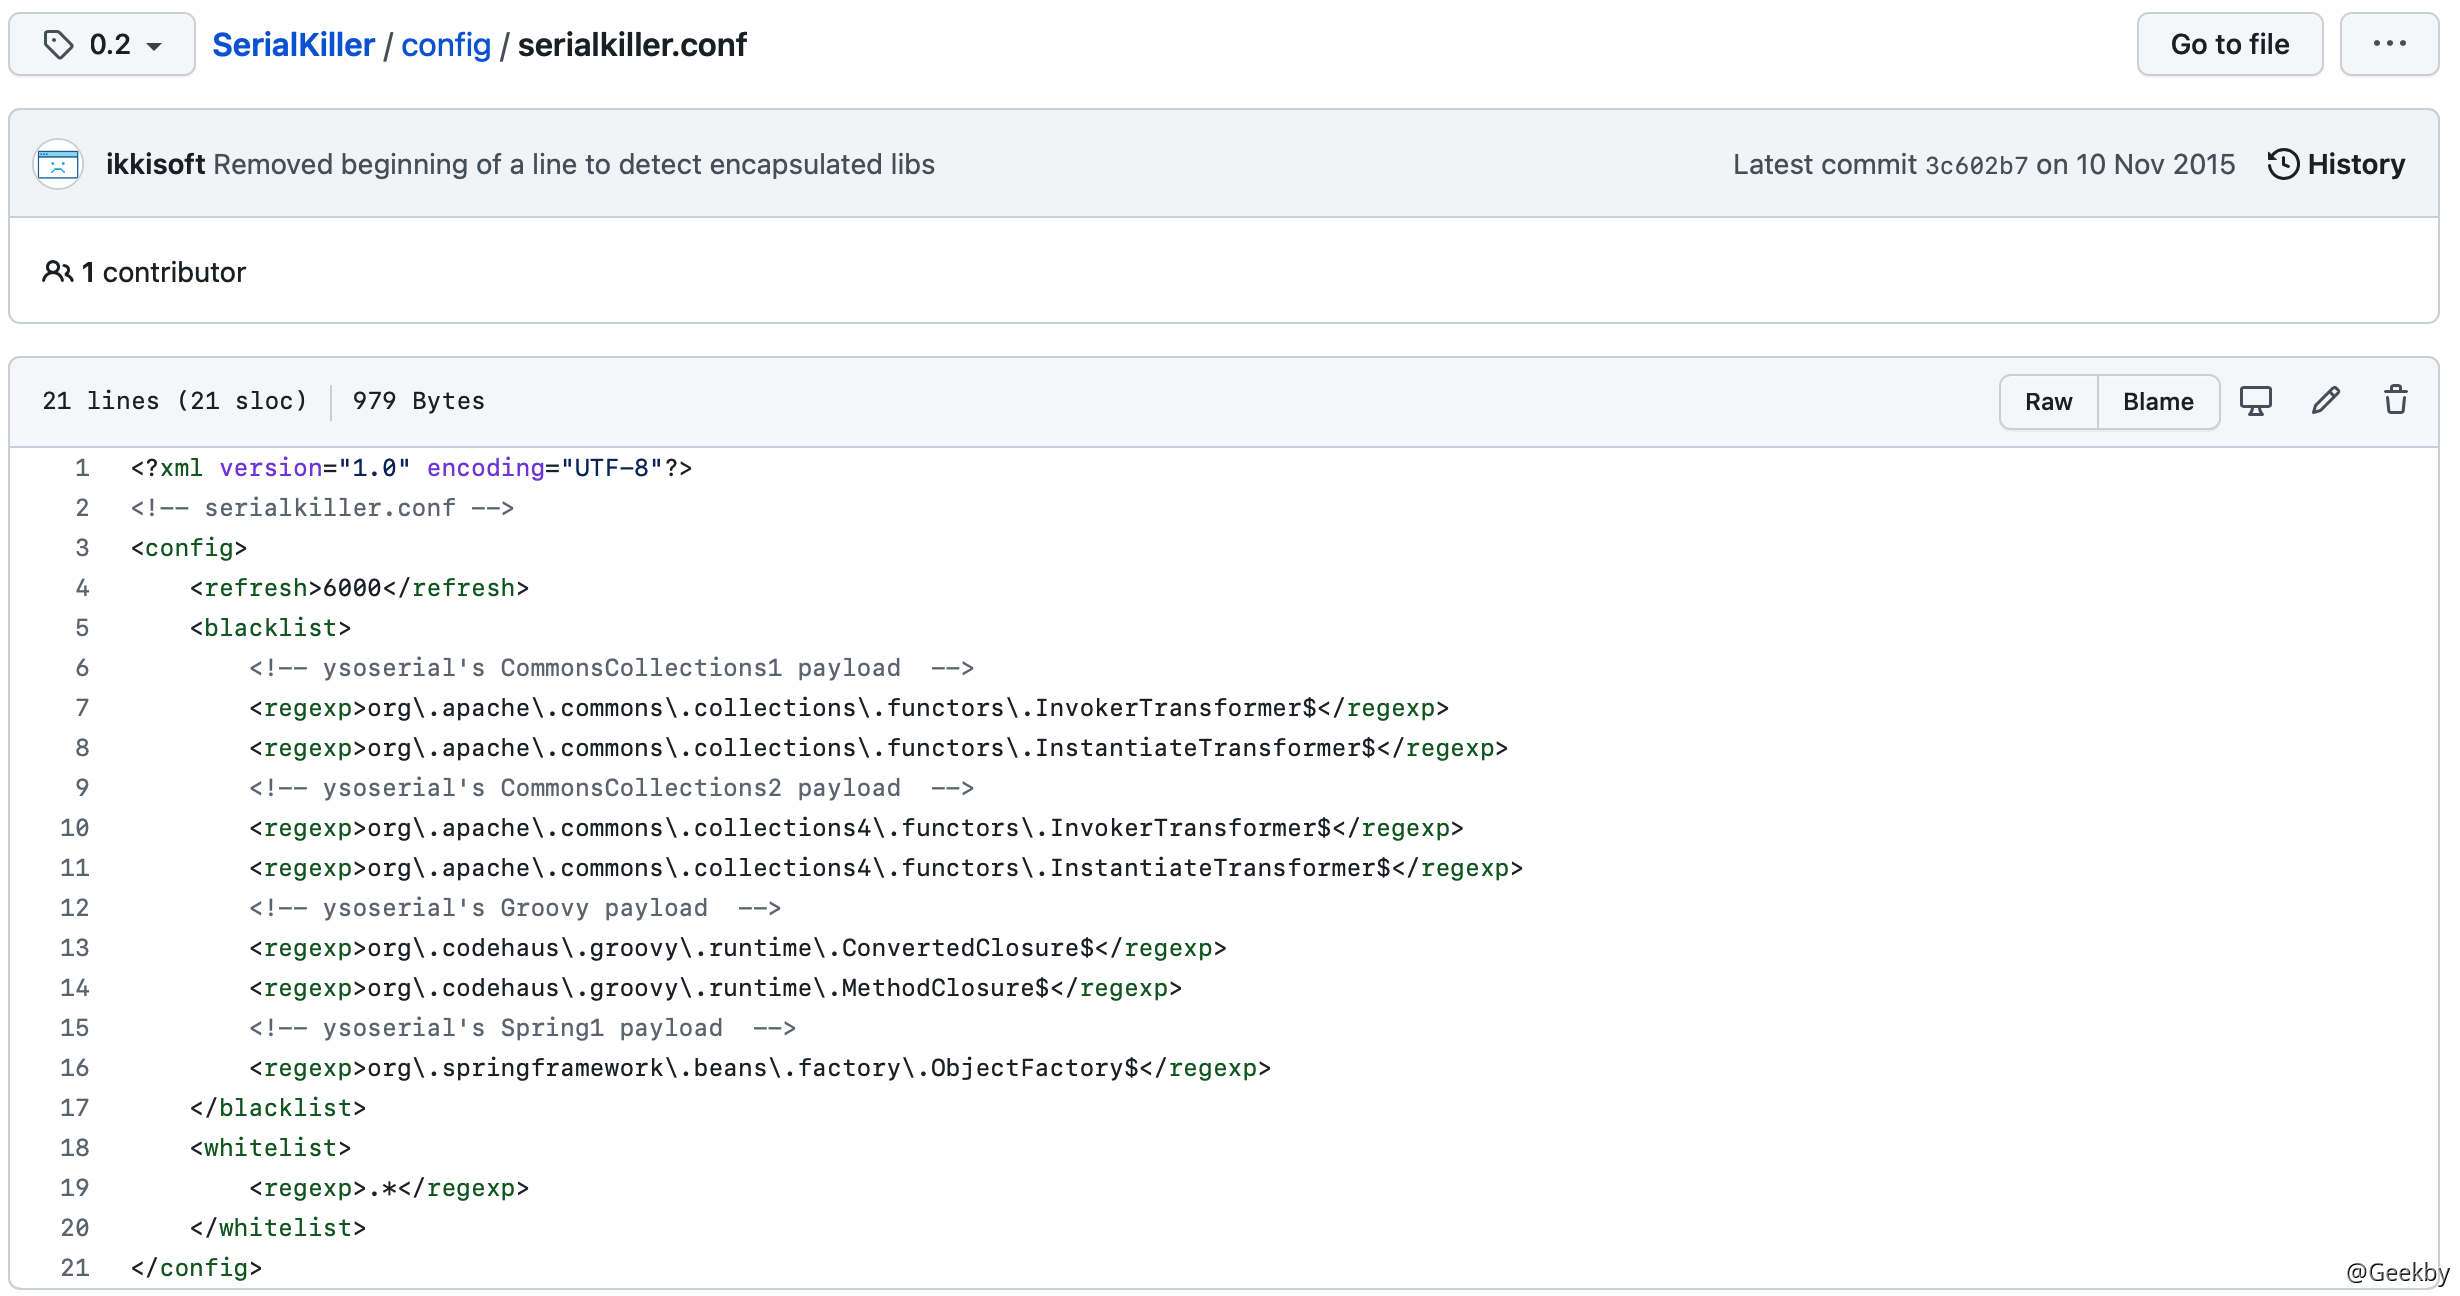 0.2 SerialKiller / config / serialkiller.conf Go to file ...
ikkisoft Removed beginning of a line to detect encapsulated libs Latest commit 3c602b7 on 10 Nov 2015 History
1 contributor
21 lines (21 sloc) 979 Bytes Raw Blame
1 <?xml version="1.0" encoding="UTF-8"?>
2 <!-- serialkiller.conf -->
3 <config>
4     <refresh>6000</refresh>
5     <blacklist>
6         <!-- ysoserial's CommonsCollections1 payload  -->
7         <regexp>org\.apache\.commons\.collections\.functors\.InvokerTransformer$</regexp>
8         <regexp>org\.apache\.commons\.collections\.functors\.InstantiateTransformer$</regexp>
9         <!-- ysoserial's CommonsCollections2 payload  -->
10         <regexp>org\.apache\.commons\.collections4\.functors\.InvokerTransformer$</regexp>
11         <regexp>org\.apache\.commons\.collections4\.functors\.InstantiateTransformer$</regexp>
12         <!-- ysoserial's Groovy payload  -->
13         <regexp>org\.codehaus\.groovy\.runtime\.ConvertedClosure$</regexp>
14         <regexp>org\.codehaus\.groovy\.runtime\.MethodClosure$</regexp>
15         <!-- ysoserial's Spring1 payload  -->
16         <regexp>org\.springframework\.beans\.factory\.ObjectFactory$</regexp>
17     </blacklist>
18     <whitelist>
19         <regexp>.*</regexp>
20     </whitelist>
21 </config>
@Geekby